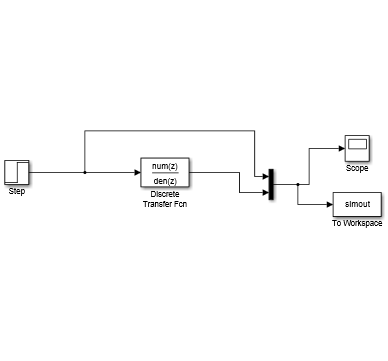 num(z)
den(z)
Discrete
Transfer Fcn
Step
Scope
simout
To Workspace